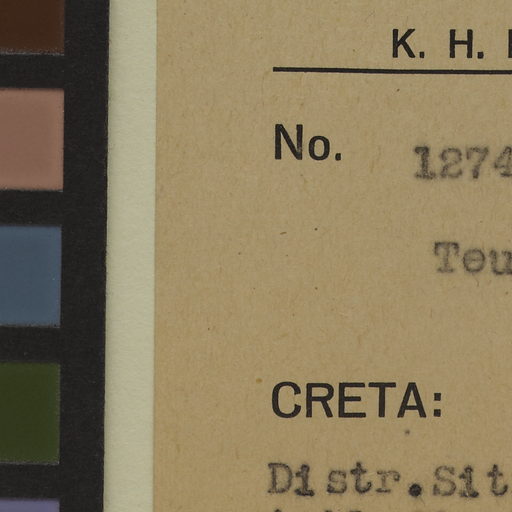 K. H.
No. 1274
Teu
CRETA:
Distr.Sit